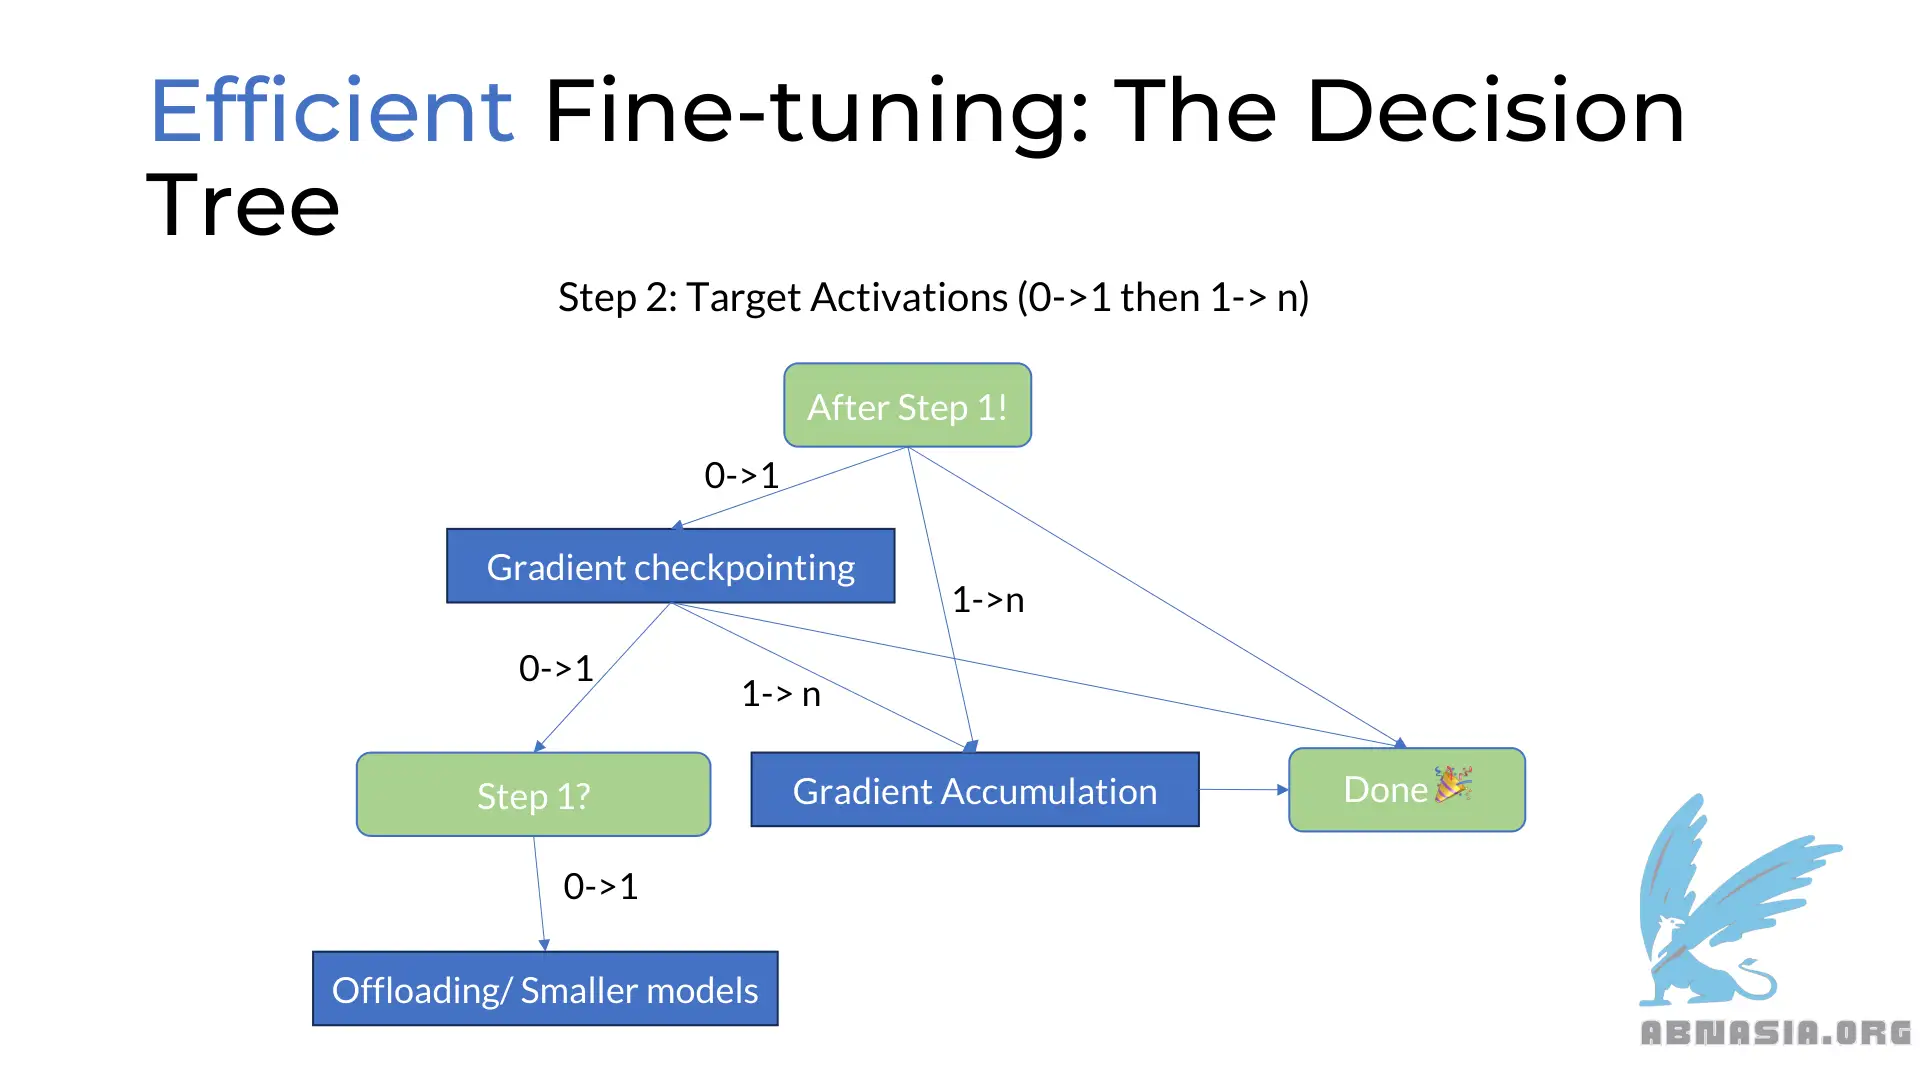 Efficient Fine-tuning: The Decision
Tree
Step 2: Target Activations (0->1 then 1-> n)
After Step 1!
0->1
Gradient checkpointing
1->n
0->1
1-> n
Step 1?
Gradient Accumulation
Done🎉
0->1
Offloading/ Smaller models
ABNASIA.ORG